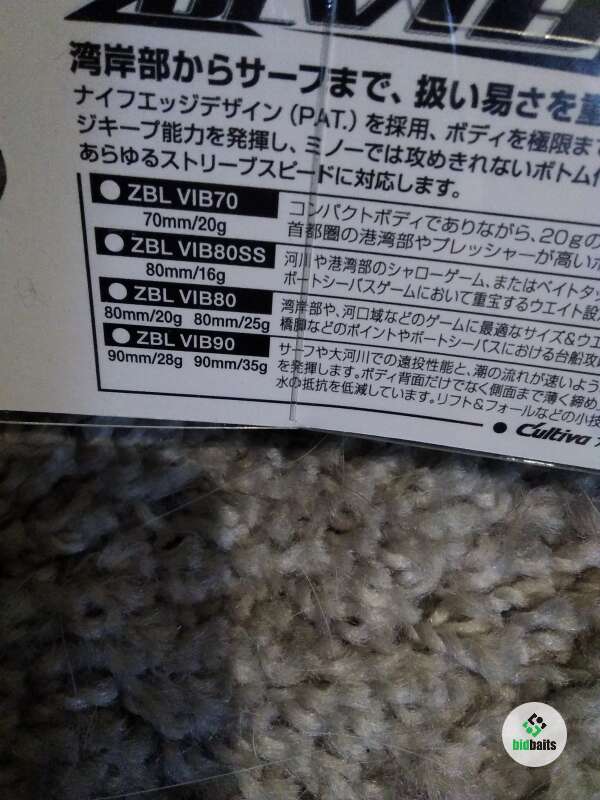 湾岸部からサーフまで、扱い易さを重
ナイフエッジデザイン(PAT.)を採用、ボディを極限まで
ジキープ能力を発揮し、ミノーでは攻めきれないボトム付
あらゆるストリーブスピードに対応します。
ZBL VIB70
70mm/20g
コンパクトボディでありながら、20gの
首都圏の港湾部やプレッシャーが高いポ
ZBL VIB80SS
80mm/16g
河川や港湾部のシャローゲーム、またはベイトタッ
ボートシーバスゲームにおいて重宝するウエイト設
ZBL VIB80
80mm/20g 80mm/25g
湾岸部や、河口域などのゲームに最適なサイズ&ウエ
橋脚などのポイントやボートシーバスにおける台船攻
ZBL VIB90
90mm/28g 90mm/35g
サーフや大河川での遠投性能と、潮の流れが速いよう
を発揮します。ボディ背面だけでなく側面まで薄く締め
水の抵抗を低減しています。リフト&フォールなどの小技
Cultiva
bidbaits